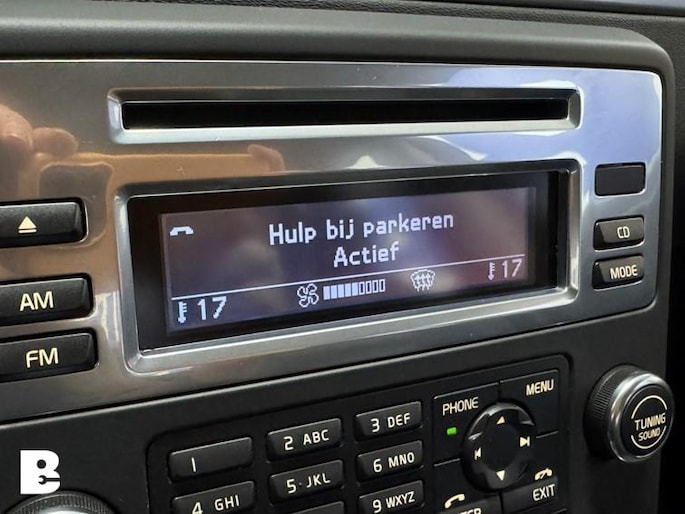 Hulp bij parkeren
Actief
17
17
CD
MODE
AM
FM
PHONE
MENU
1
2 ABC
3 DEF
4 GHI
5·JKL
6 MNO
9 WXYZ
EXIT
TUNING
SOUND
B